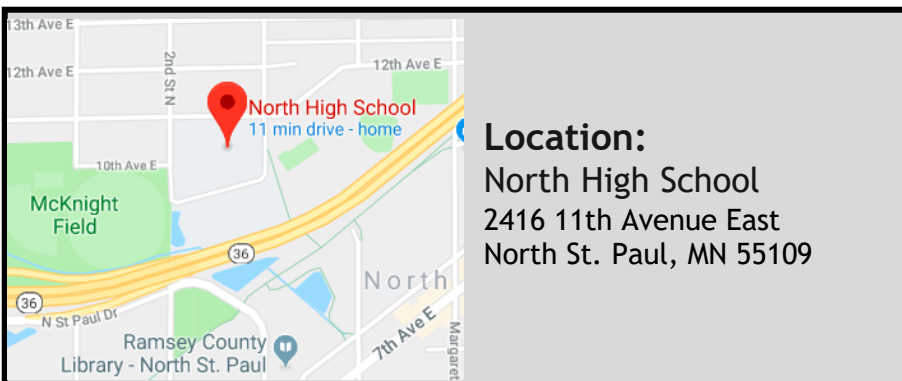 13th Ave E
12th Ave E
2nd St N
12th Ave E
North High School
11 min drive - home
10th Ave E
McKnight
Field
36
36
N St Paul Dr
North
7th Ave E
Margaret
Ramsey County
Library - North St. Paul
Location:
North High School
2416 11th Avenue East
North St. Paul, MN 55109